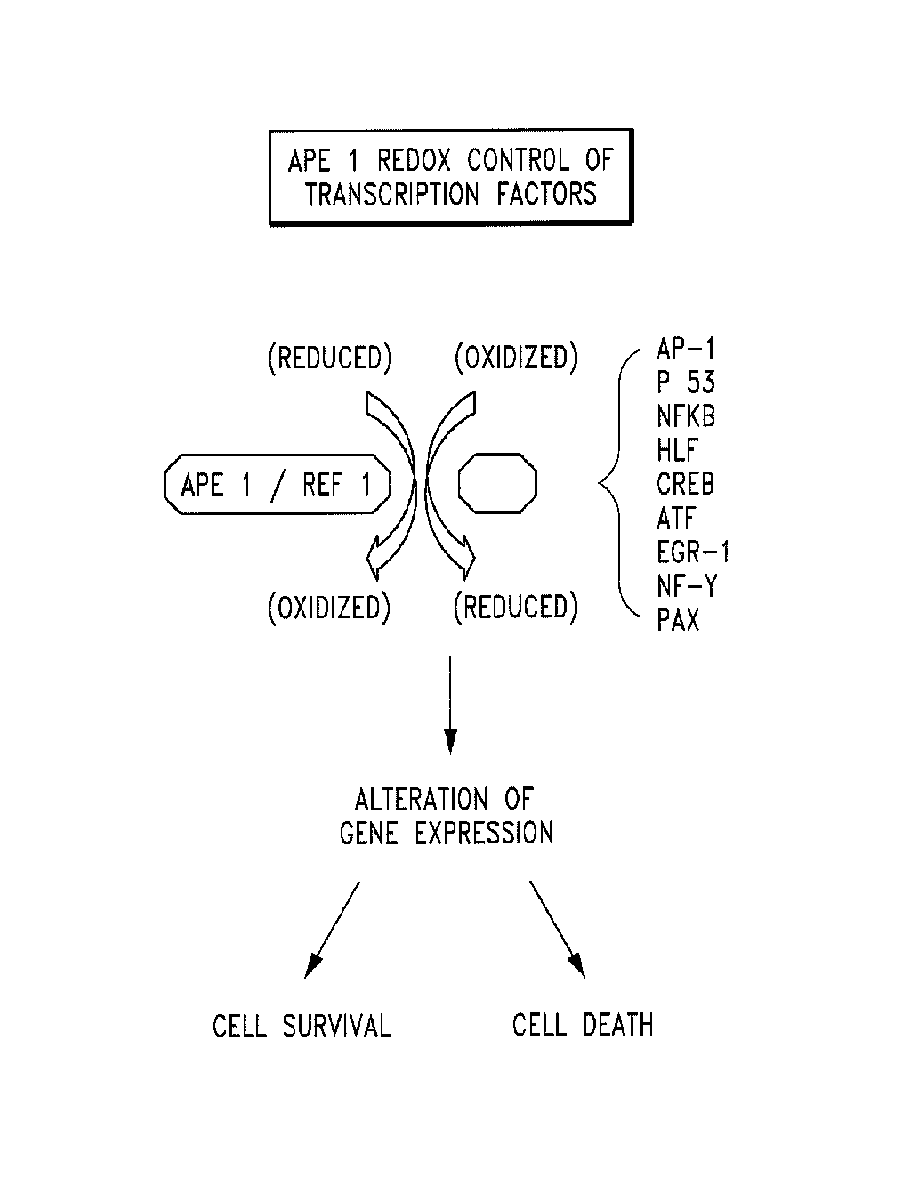 APE 1 REDOX CONTROL OF
TRANSCRIPTION FACTORS
(REDUCED)
(OXIDIZED)
APE 1 / REF 1
(OXIDIZED)
(REDUCED)
AP-1
P 53
NFKB
HLF
CREB
ATF
EGR-1
NF-Y
PAX
ALTERATION OF
GENE EXPRESSION
CELL SURVIVAL
CELL DEATH